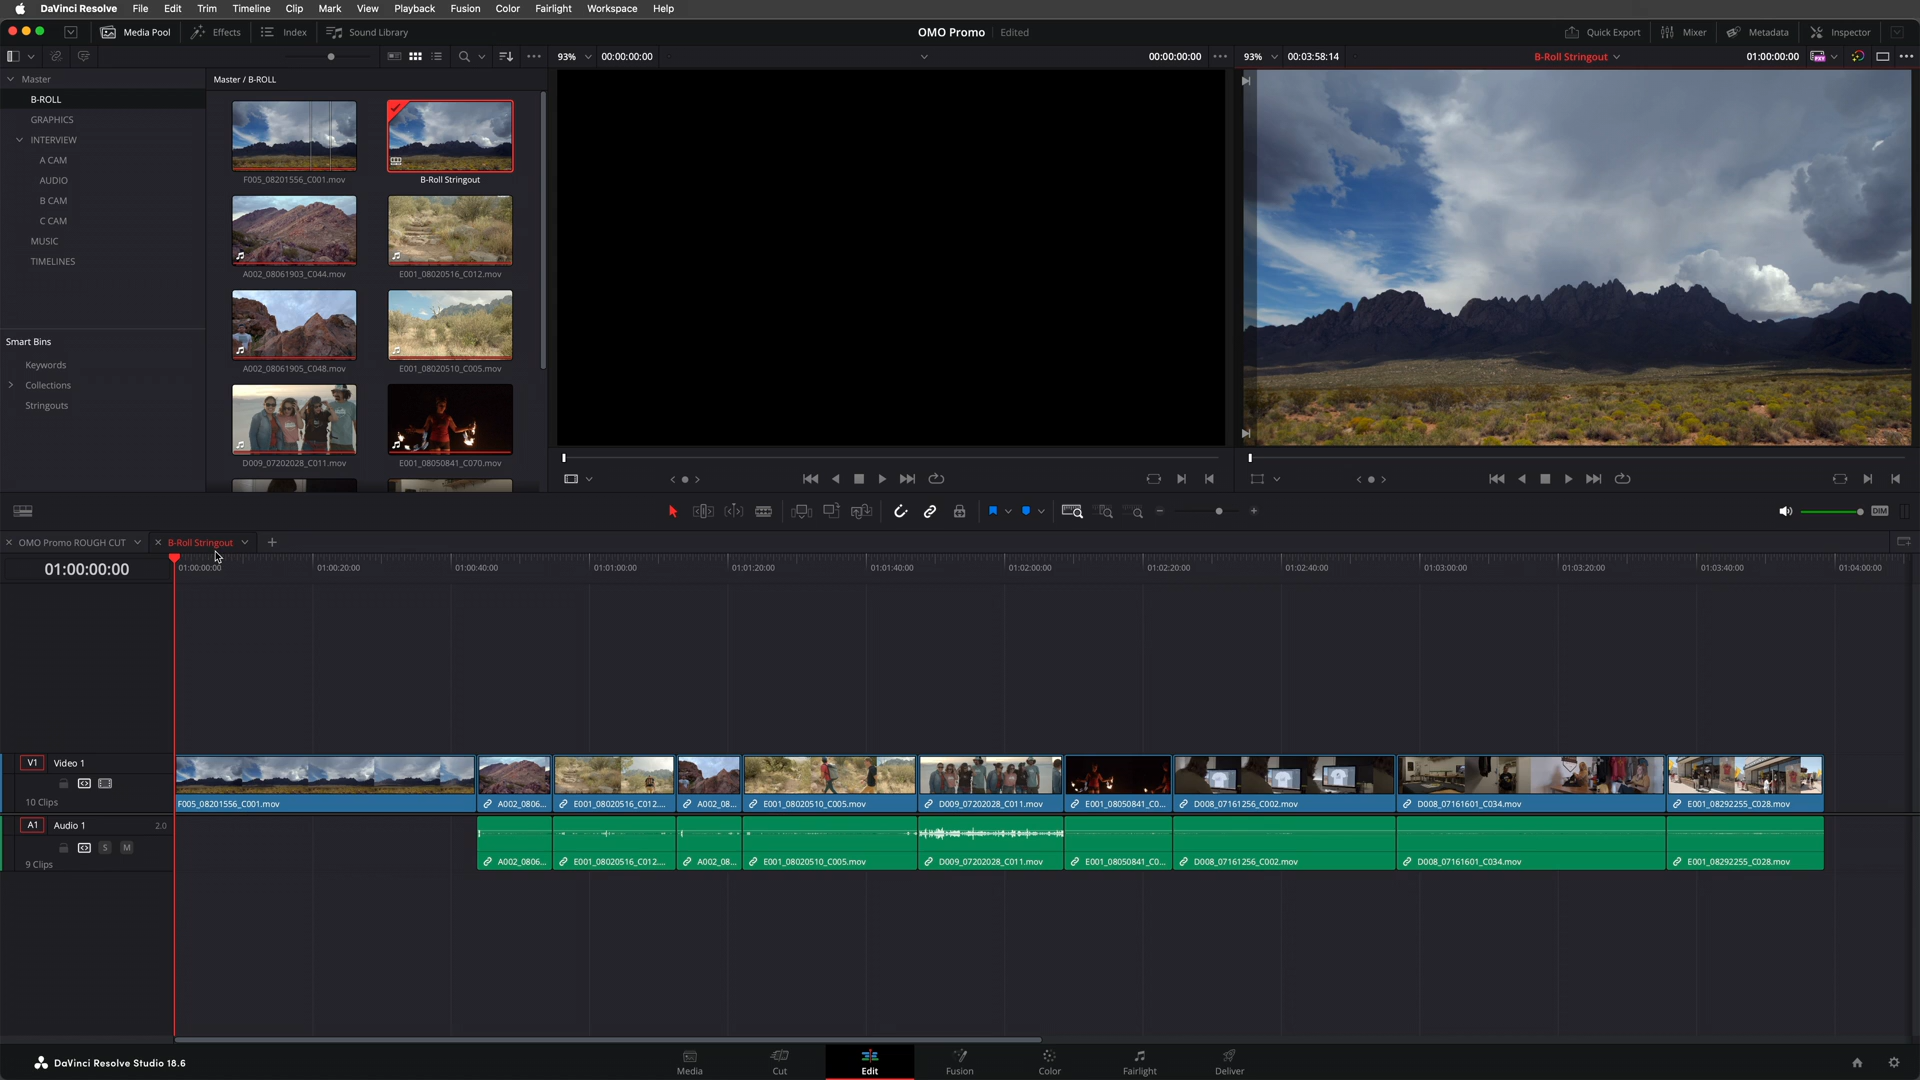 DaVinci Resolve File Edit Trim Timeline Clip Mark View Playback Fusion Color Fairlight Workspace Help
Media Pool Effects Index Sound Library OMO Promo Edited Quick Export Mixer Metadata Inspector
93% 00:00:00:00 00:00:00:00 93% 00:03:58:14 B-Roll Stringout 01:00:00:00
Master
Master / B-ROLL
B-ROLL
GRAPHICS
INTERVIEW
A CAM
AUDIO
B CAM
C CAM
MUSIC
TIMELINES
F005_08201556_C001.mov B-Roll Stringout
A002_08061903_C044.mov E001_08020516_C012.mov
A002_08061905_C048.mov E001_08020510_C005.mov
D009_07202028_C011.mov E001_08050841_C070.mov
Smart Bins
Keywords
Collections
Stringouts
DIM
OMO Promo ROUGH CUT B-Roll Stringout
01:00:00:00 01:00:00:00 01:00:20:00 01:00:40:00 01:01:00:00 01:01:20:00 01:01:40:00 01:02:00:00 01:02:20:00 01:02:40:00 01:03:00:00 01:03:20:00 01:03:40:00 01:04:00:00
V1 Video 1
10 Clips
F005_08201556_C001.mov A002_0806... E001_08020516_C012.... A002_08... E001_08020510_C005.mov D009_07202028_C011.mov E001_08050841_C0... D008_07161256_C002.mov D008_07161601_C034.mov E001_08292255_C028.mov
A1 Audio 1 2.0
S M
9 Clips
A002_0806... E001_08020516_C012.... A002_08... E001_08020510_C005.mov D009_07202028_C011.mov E001_08050841_C0... D008_07161256_C002.mov D008_07161601_C034.mov E001_08292255_C028.mov
DaVinci Resolve Studio 18.6
Media Cut Edit Fusion Color Fairlight Deliver